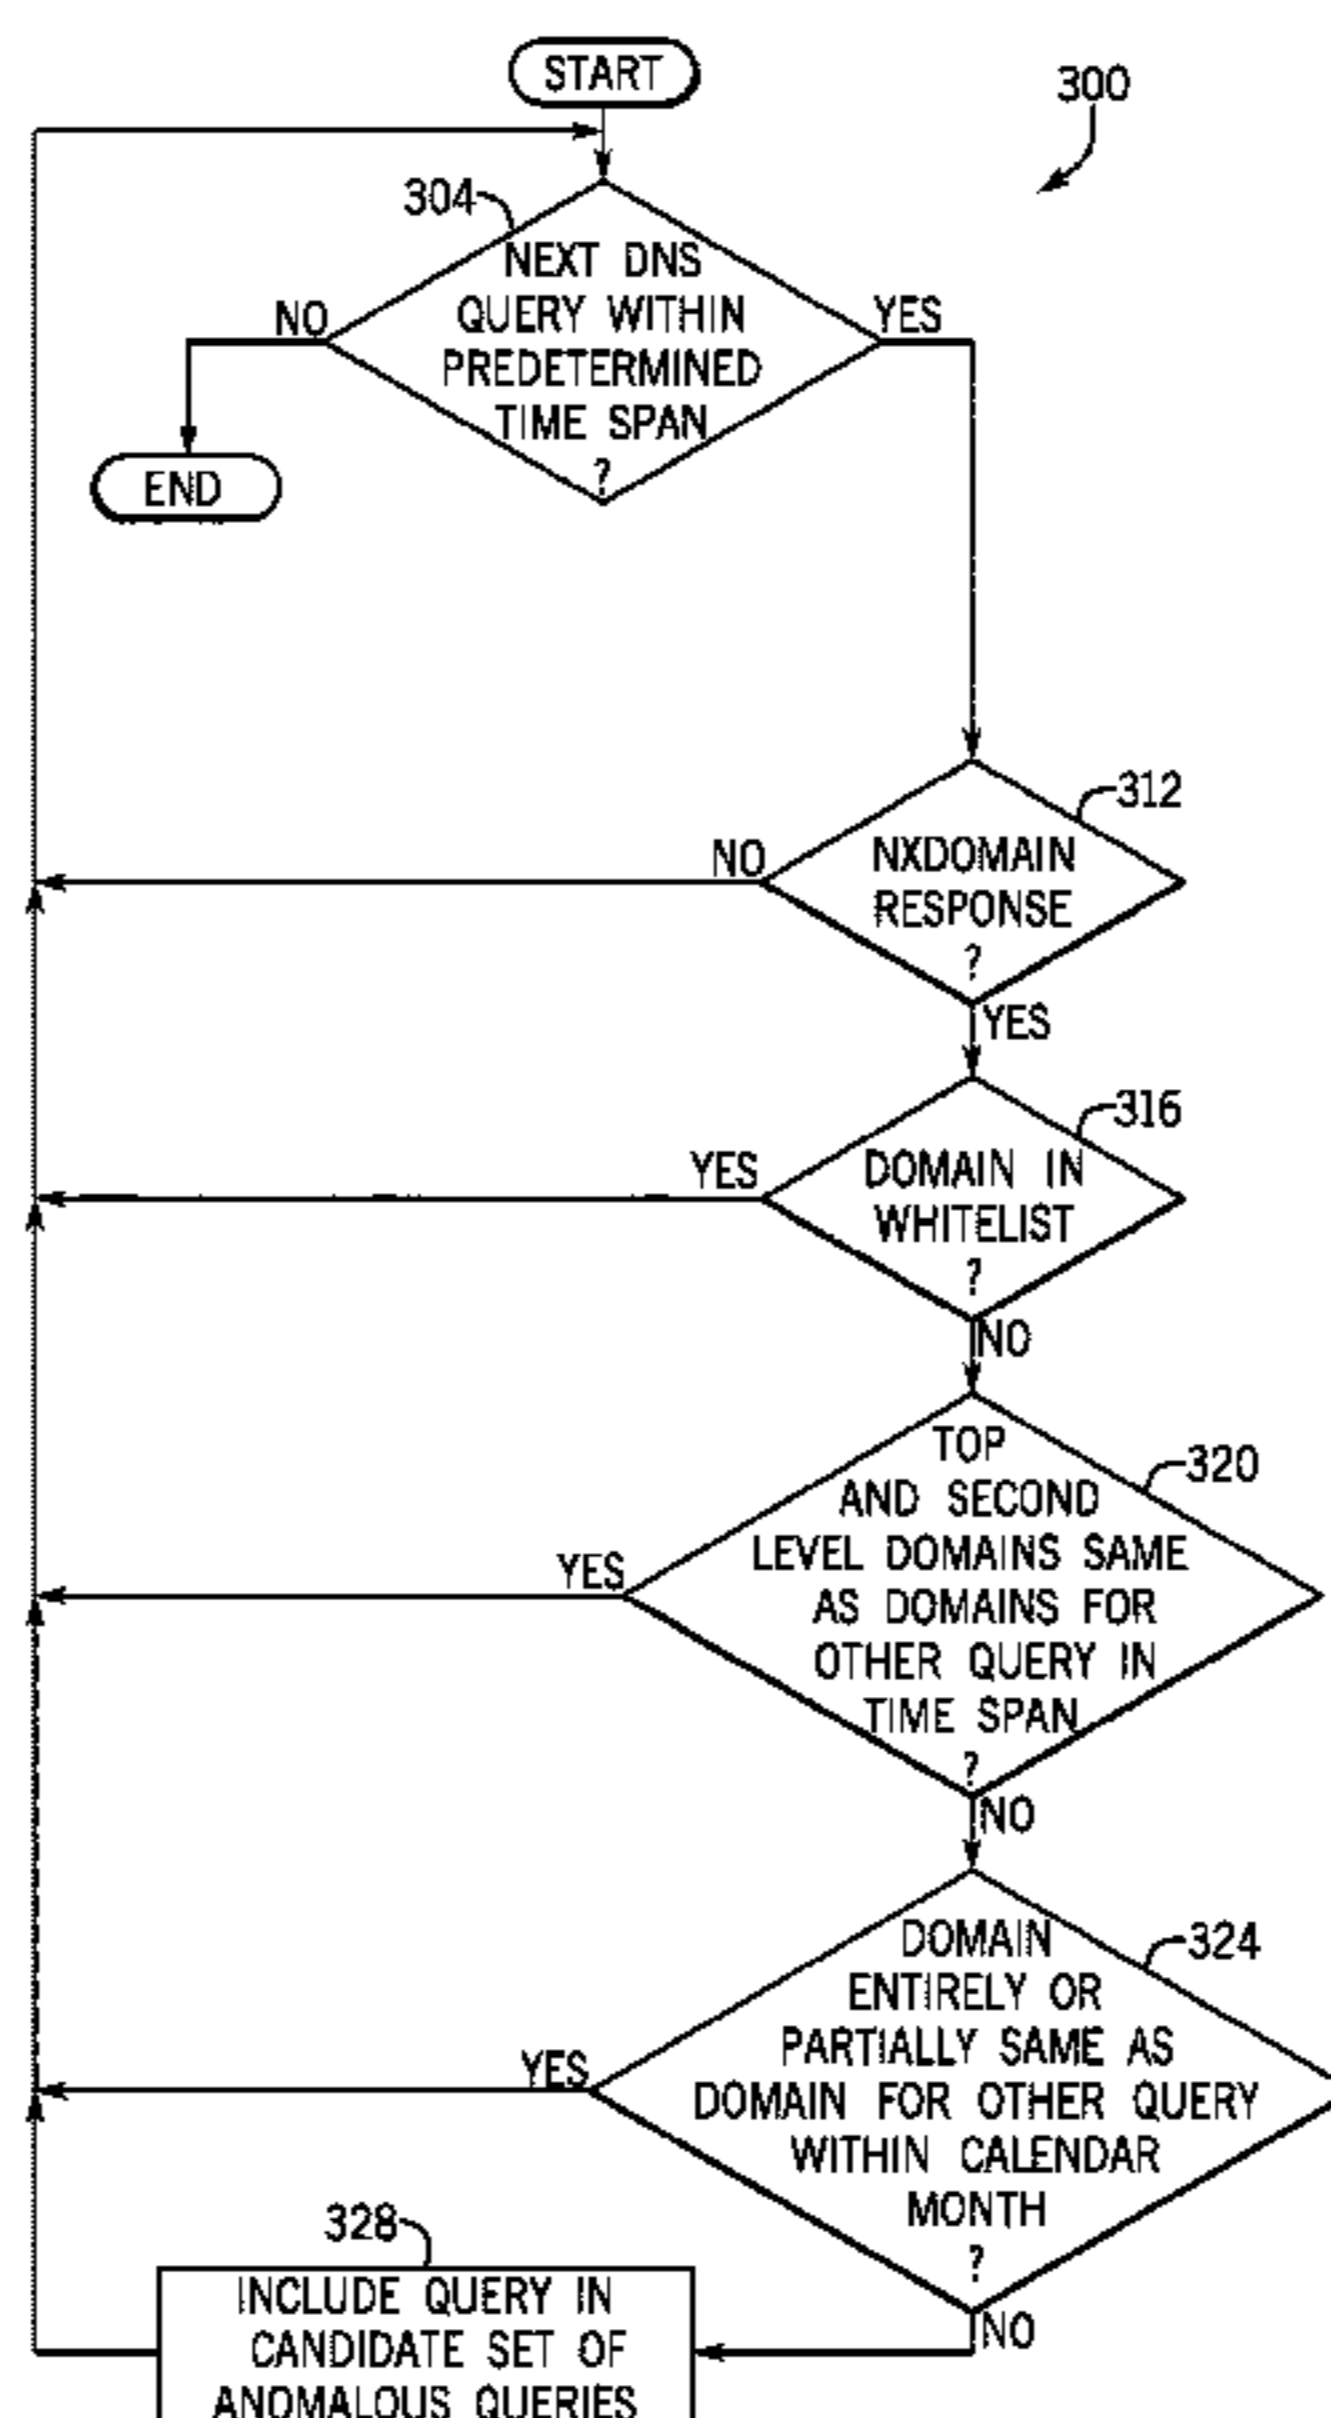 START
300
304
NEXT DNS
QUERY WITHIN
PREDETERMINED
TIME SPAN
?
NO
YES
END
312
NXDOMAIN
RESPONSE
?
NO
YES
316
DOMAIN IN
WHITELIST
?
YES
NO
320
TOP
AND SECOND
LEVEL DOMAINS SAME
AS DOMAINS FOR
OTHER QUERY IN
TIME SPAN
?
YES
NO
324
DOMAIN
ENTIRELY OR
PARTIALLY SAME AS
DOMAIN FOR OTHER QUERY
WITHIN CALENDAR
MONTH
?
YES
NO
328
INCLUDE QUERY IN
CANDIDATE SET OF
ANOMALOUS QUERIES